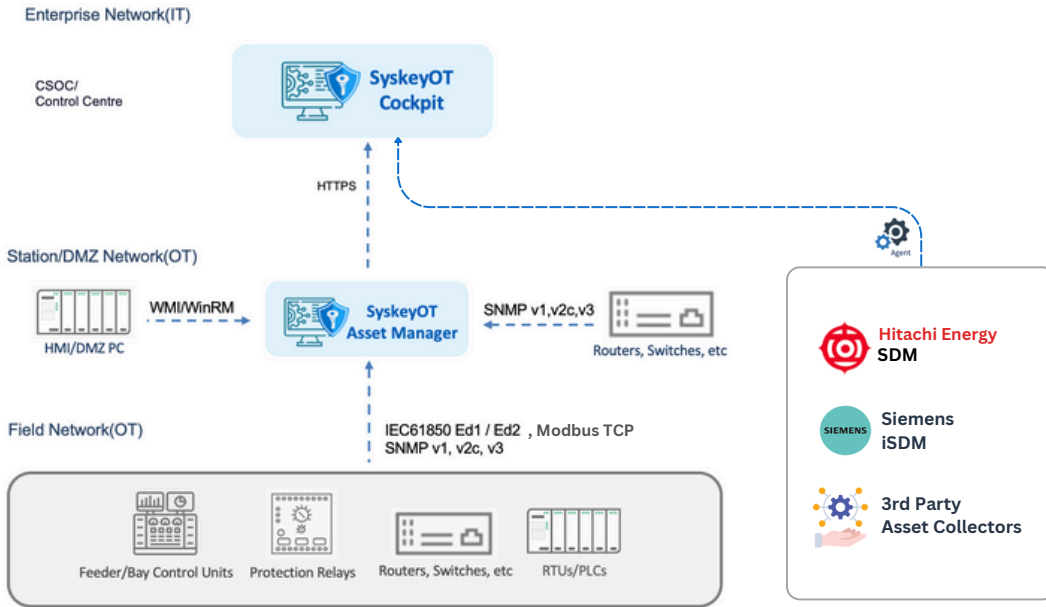 Enterprise Network(IT)
CSOC/
Control Centre
SyskeyOT
Cockpit
HTTPS
Agent
Station/DMZ Network(OT)
WMI/WinRM
HMI/DMZ PC
SyskeyOT
Asset Manager
SNMP v1,v2c,v3
Routers, Switches, etc
Hitachi Energy
SDM
SIEMENS
Siemens
iSDM
3rd Party
Asset Collectors
Field Network(OT)
IEC61850 Ed1 / Ed2 , Modbus TCP
SNMP v1, v2c, v3
Feeder/Bay Control Units
Protection Relays
Routers, Switches, etc
RTUs/PLCs